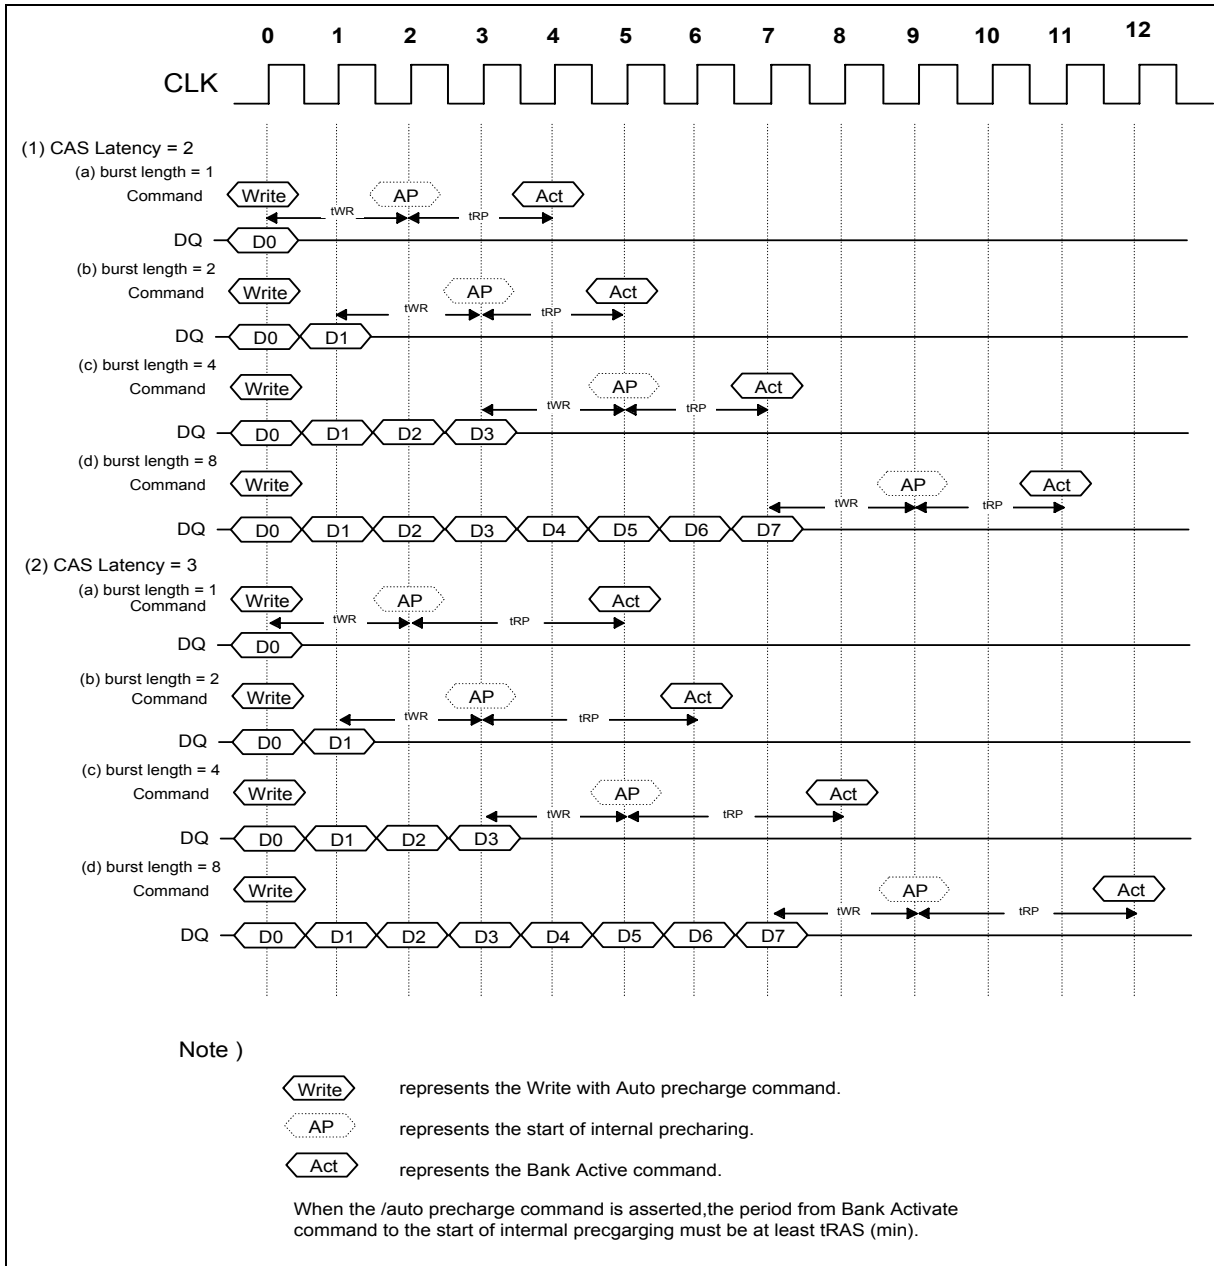 0 1 2 3 4 5 6 7 8 9 10 11 12
CLK
(1) CAS Latency = 2
(a) burst length = 1
Command Write AP Act
tWR tRP
DQ D0
(b) burst length = 2
Command Write AP Act
tWR tRP
DQ D0 D1
(c) burst length = 4
Command Write AP Act
tWR tRP
DQ D0 D1 D2 D3
(d) burst length = 8
Command Write AP Act
tWR tRP
DQ D0 D1 D2 D3 D4 D5 D6 D7
(2) CAS Latency = 3
(a) burst length = 1
Command Write AP Act
tWR tRP
DQ D0
(b) burst length = 2
Command Write AP Act
tWR tRP
DQ D0 D1
(c) burst length = 4
Command Write AP Act
tWR tRP
DQ D0 D1 D2 D3
(d) burst length = 8
Command Write AP Act
tWR tRP
DQ D0 D1 D2 D3 D4 D5 D6 D7
Note )
Write represents the Write with Auto precharge command.
AP represents the start of internal precharing.
Act represents the Bank Active command.
When the /auto precharge command is asserted,the period from Bank Activate
command to the start of intermal precgarging must be at least tRAS (min).